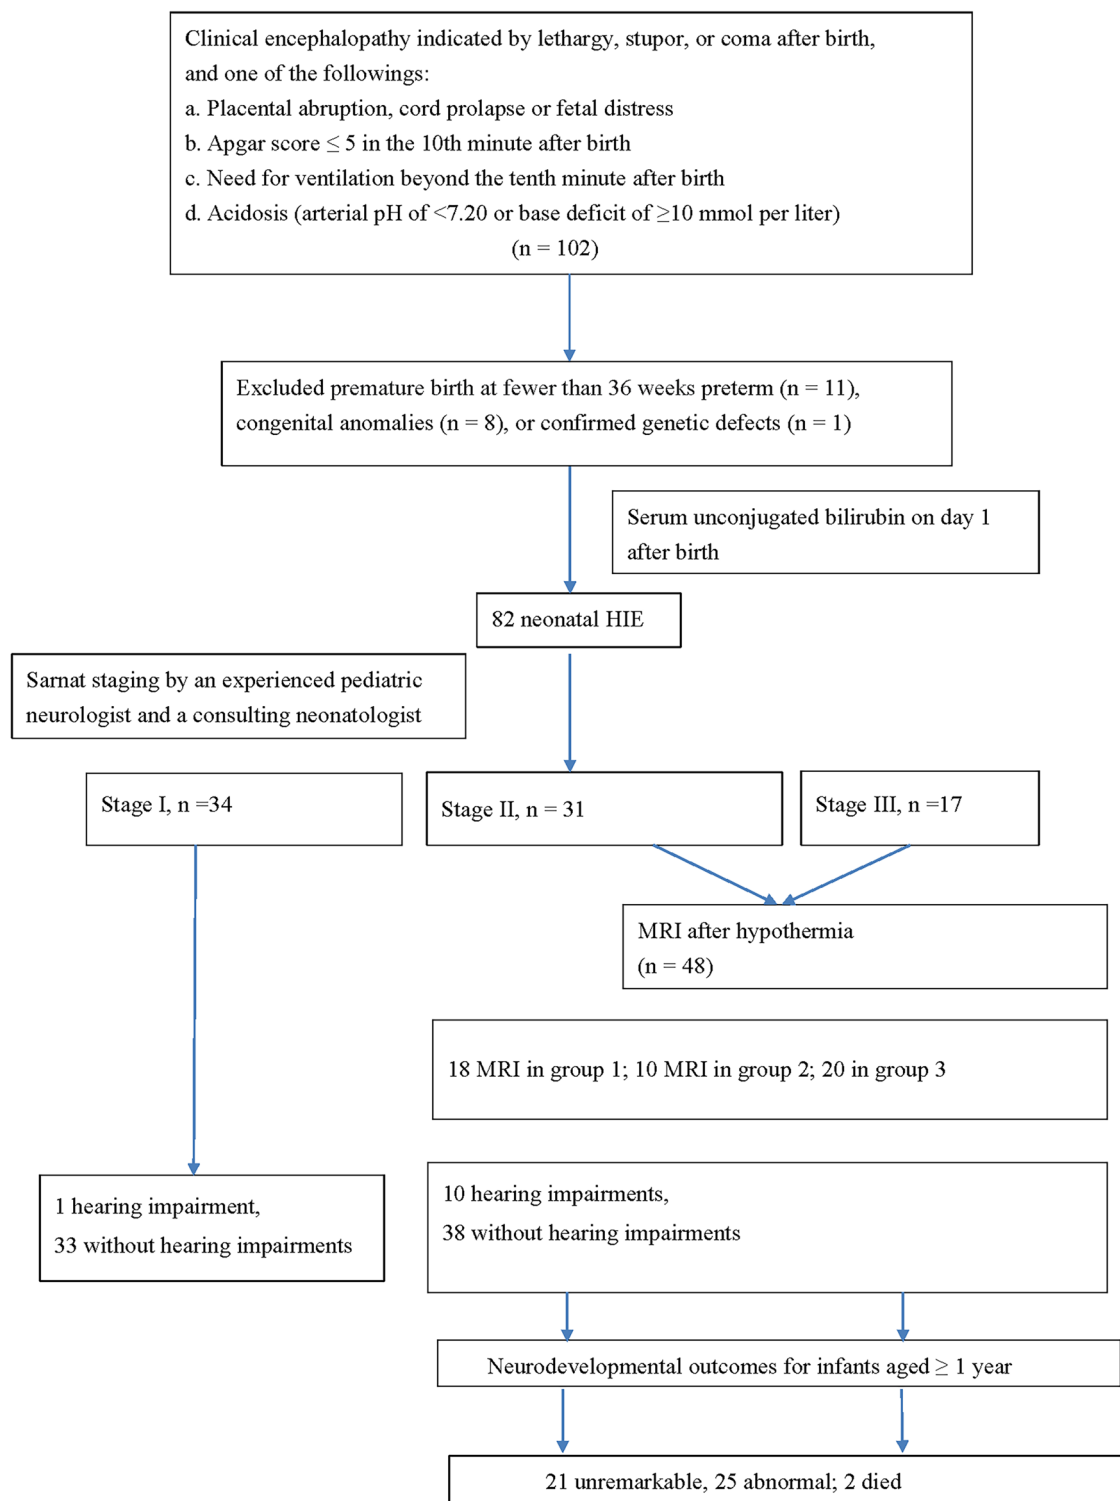 Clinical encephalopathy indicated by lethargy, stupor, or coma after birth,
and one of the followings:
a. Placental abruption, cord prolapse or fetal distress
b. Apgar score ≤ 5 in the 10th minute after birth
c. Need for ventilation beyond the tenth minute after birth
d. Acidosis (arterial pH of <7.20 or base deficit of ≥10 mmol per liter)
(n = 102)
Excluded premature birth at fewer than 36 weeks preterm (n = 11),
congenital anomalies (n = 8), or confirmed genetic defects (n = 1)
Serum unconjugated bilirubin on day 1
after birth
82 neonatal HIE
Sarnat staging by an experienced pediatric
neurologist and a consulting neonatologist
Stage I, n =34
Stage II, n = 31
Stage III, n =17
MRI after hypothermia
(n = 48)
18 MRI in group 1; 10 MRI in group 2; 20 in group 3
1 hearing impairment,
33 without hearing impairments
10 hearing impairments,
38 without hearing impairments
Neurodevelopmental outcomes for infants aged ≥ 1 year
21 unremarkable, 25 abnormal; 2 died